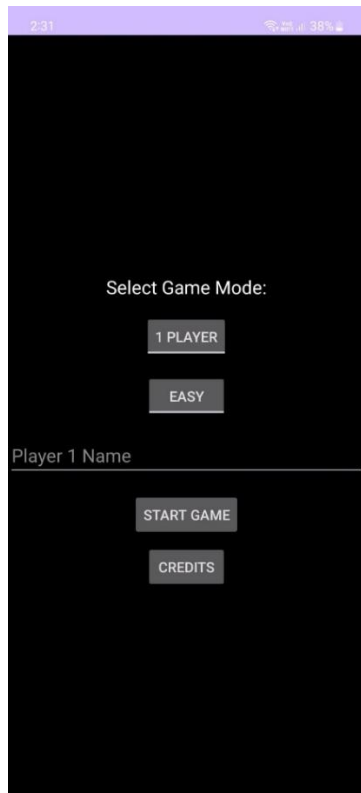 2:31 38%
Select Game Mode:
1 PLAYER
EASY
Player 1 Name
START GAME
CREDITS